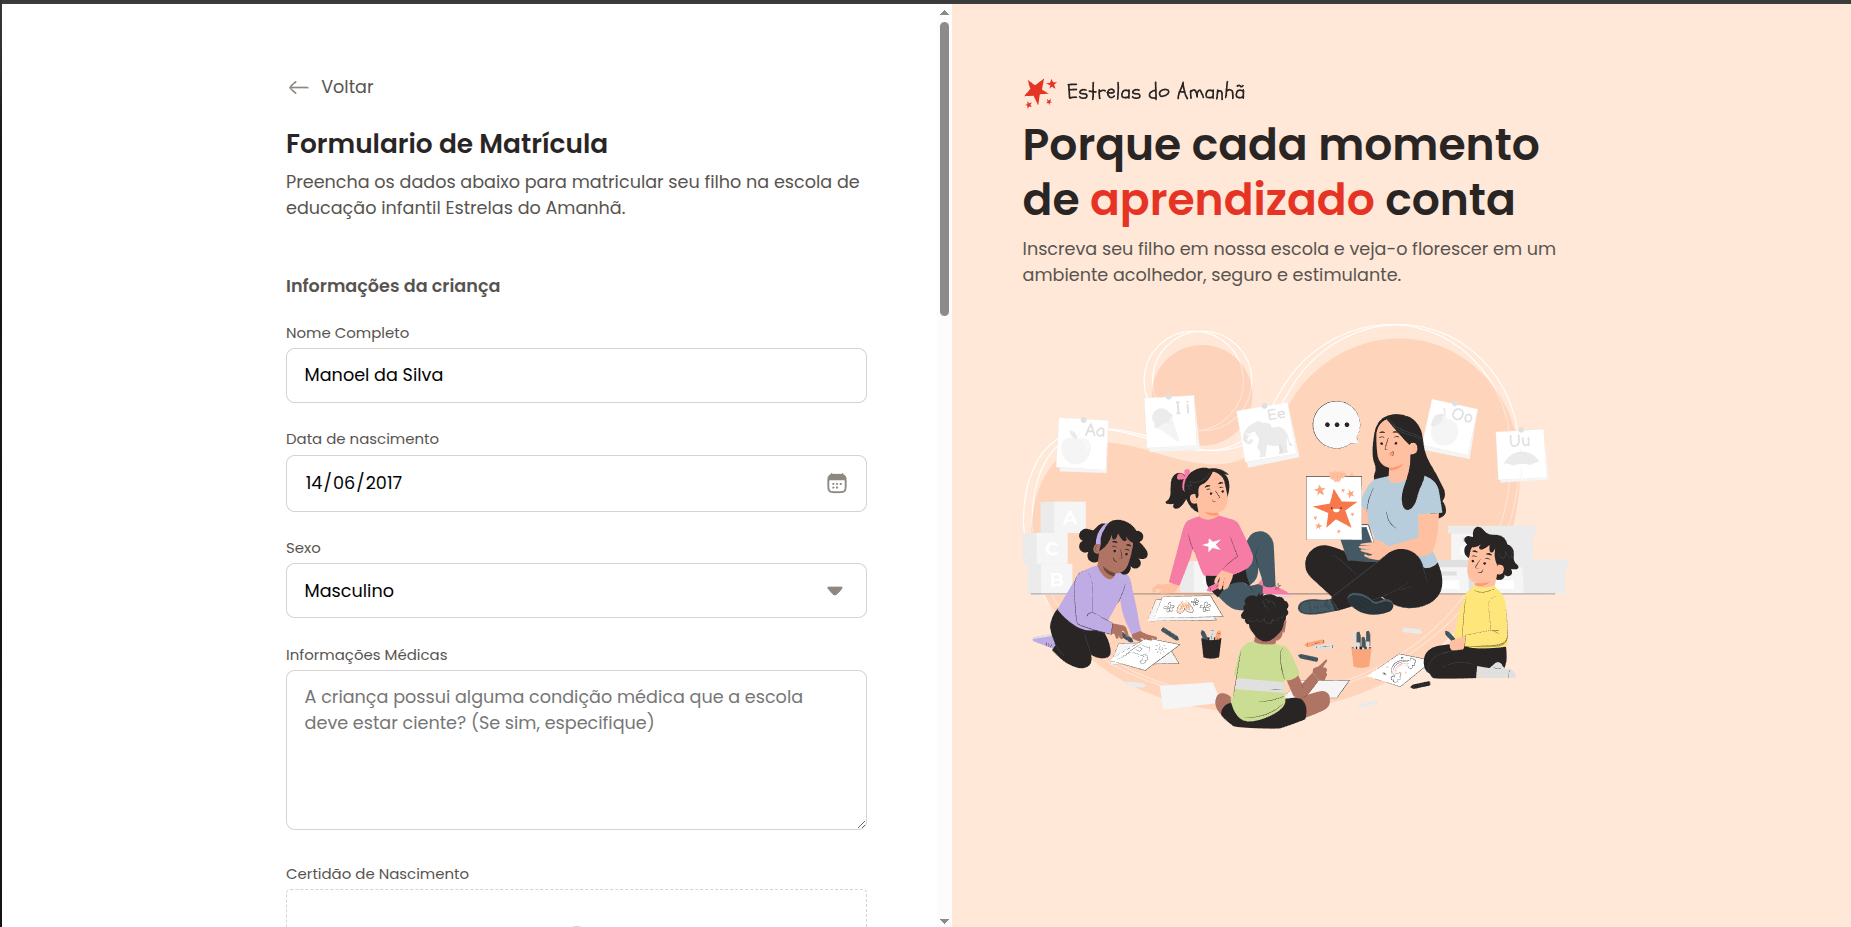 Voltar
Formulario de Matrícula
Preencha os dados abaixo para matricular seu filho na escola de
educação infantil Estrelas do Amanhã.
Informações da criança
Nome Completo
Manoel da Silva
Data de nascimento
14/06/2017
Sexo
Masculino
Informações Médicas
A criança possui alguma condição médica que a escola
deve estar ciente? (Se sim, especifique)
Certidão de Nascimento
Estrelas do Amanhã
Porque cada momento
de aprendizado conta
Inscreva seu filho em nossa escola e veja-o florescer em um
ambiente acolhedor, seguro e estimulante.
Aa
Ii
Ee
Oo
Uu
A
C
B